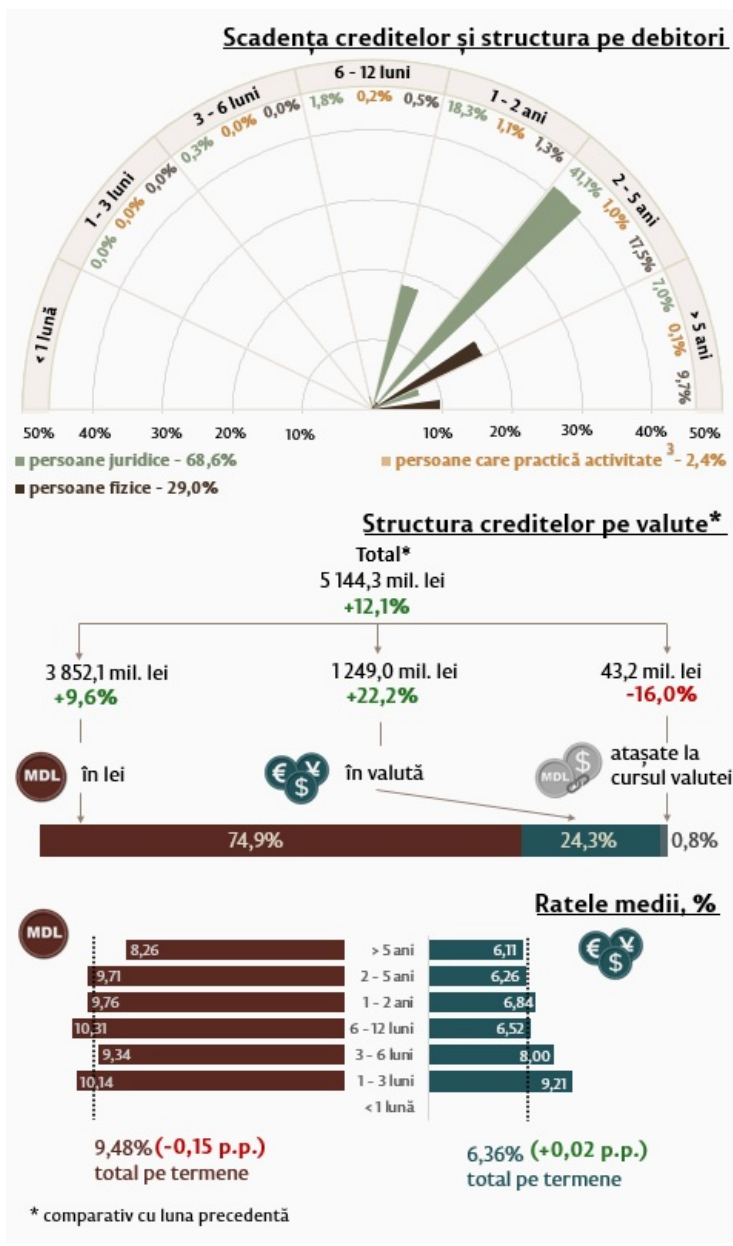 Scadența creditelor și structura pe debitori
< 1 lună
1 - 3 luni
3 - 6 luni
6 - 12 luni
1 - 2 ani
2 - 5 ani
> 5 ani
0,0% 0,0% 0,0%
0,3% 0,0% 0,0%
1,8% 0,2% 0,5%
18,3% 1,1% 1,3%
41,1% 1,0% 17,5%
7,0% 0,1% 9,7%
50% 40% 30% 20% 10% 10% 20% 30% 40% 50%
persoane juridice - 68,6%
persoane care practică activitate 3 - 2,4%
persoane fizice - 29,0%
Structura creditelor pe valute*
Total*
5 144,3 mil. lei
+12,1%
3 852,1 mil. lei
+9,6%
1 249,0 mil. lei
+22,2%
43,2 mil. lei
-16,0%
MDL
în lei
€ ¥ $
în valută
MDL $
atașate la
cursul valutei
74,9% 24,3% 0,8%
Ratele medii, %
MDL
€ ¥ $
8,26 > 5 ani 6,11
9,71 2 - 5 ani 6,26
9,76 1 - 2 ani 6,84
10,31 6 - 12 luni 6,52
9,34 3 - 6 luni 8,00
10,14 1 - 3 luni 9,21
< 1 lună
9,48% (-0,15 p.p.)
total pe termene
6,36% (+0,02 p.p.)
total pe termene
* comparativ cu luna precedentă